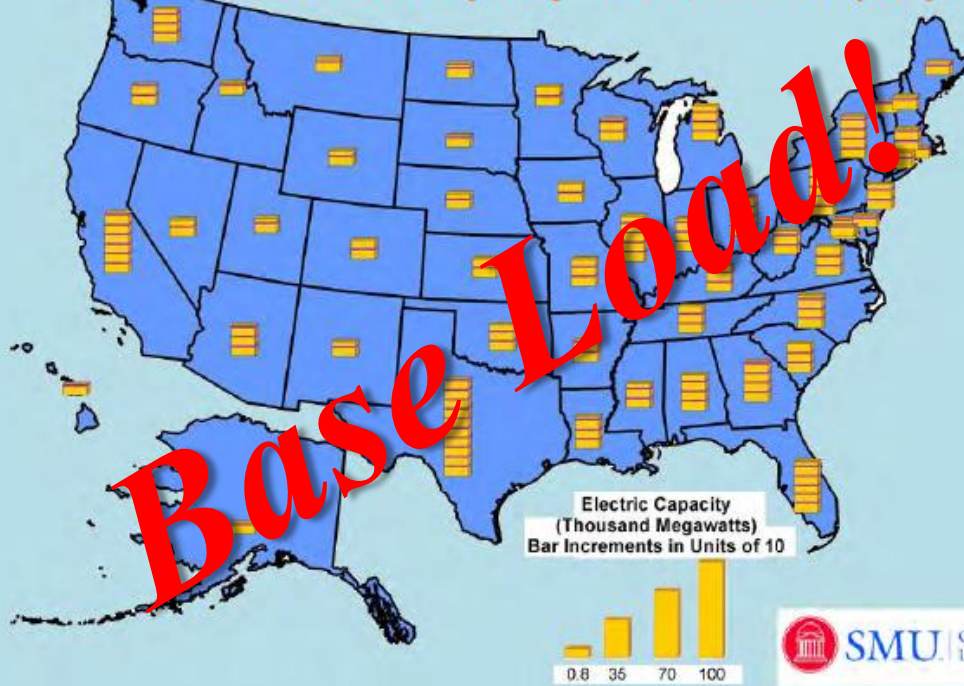 Base Load!
Electric Capacity
(Thousand Megawatts)
Bar Increments in Units of 10
0.8 35 70 100
SMU